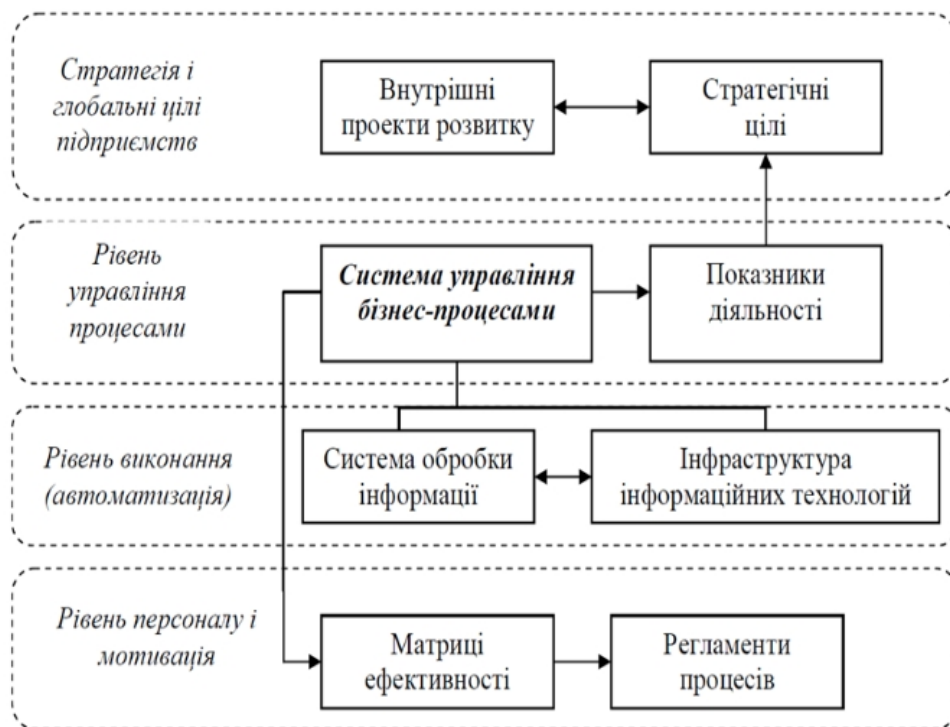 Стратегія і
глобальні цілі
підприємств
Внутрішні
проекти розвитку
Стратегічні
цілі
Рівень
управління
процесами
Система управління
бізнес-процесами
Показники
діяльності
Рівень виконання
(автоматизація)
Система обробки
інформації
Інфраструктура
інформаційних технологій
Рівень персоналу і
мотивація
Матриці
ефективності
Регламенти
процесів